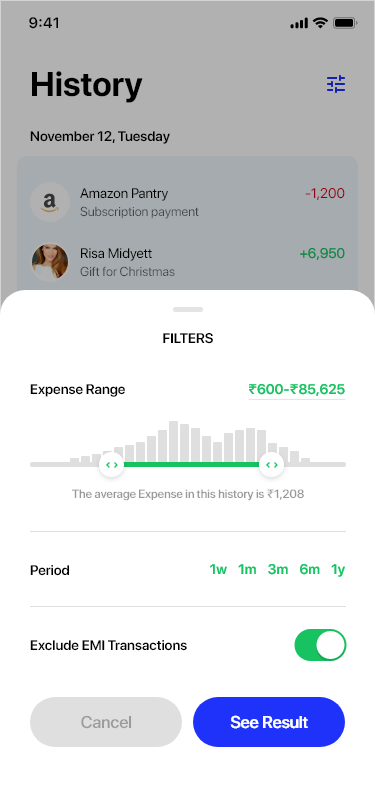 9:41
History
November 12, Tuesday
a
Amazon Pantry
-1,200
Subscription payment
Risa Midyett
+6,950
Gift for Christmas
FILTERS
Expense Range
₹600-₹85,625
The average Expense in this history is ₹1,208
Period
1w 1m 3m 6m 1y
Exclude EMI Transactions
Cancel
See Result